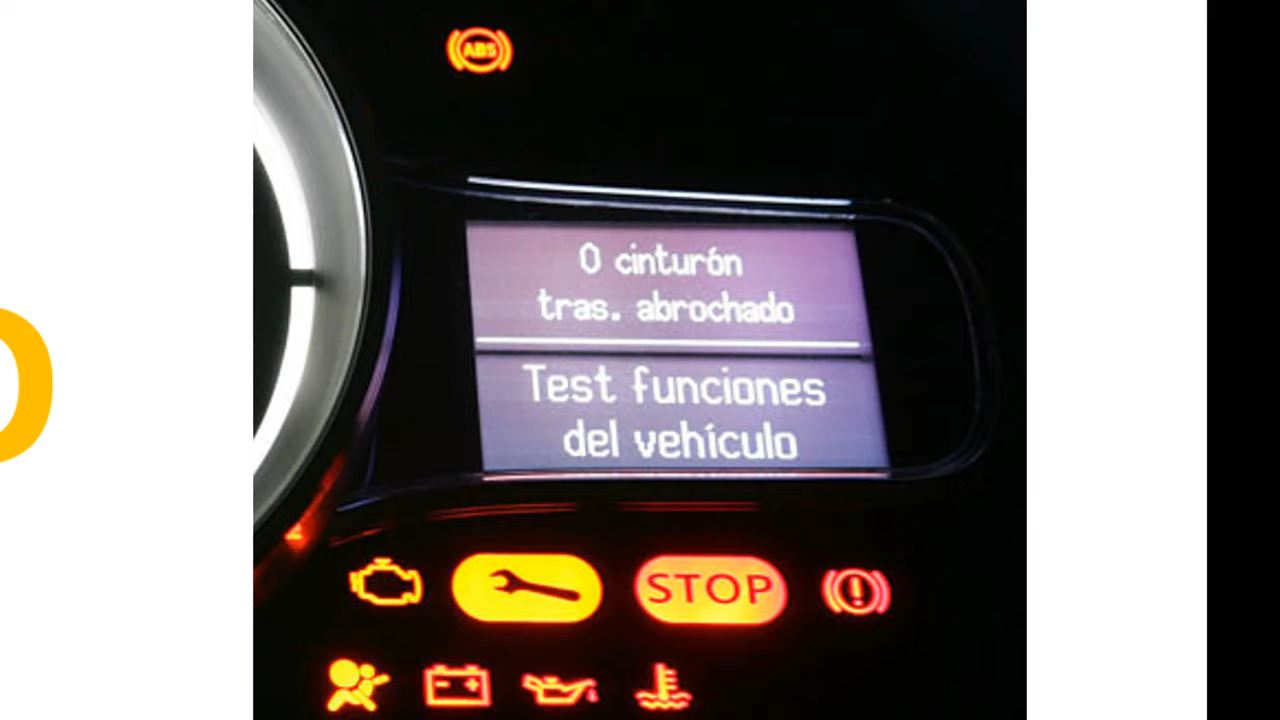 ABS
0 cinturón
tras. abrochado
Test funciones
del vehículo
STOP